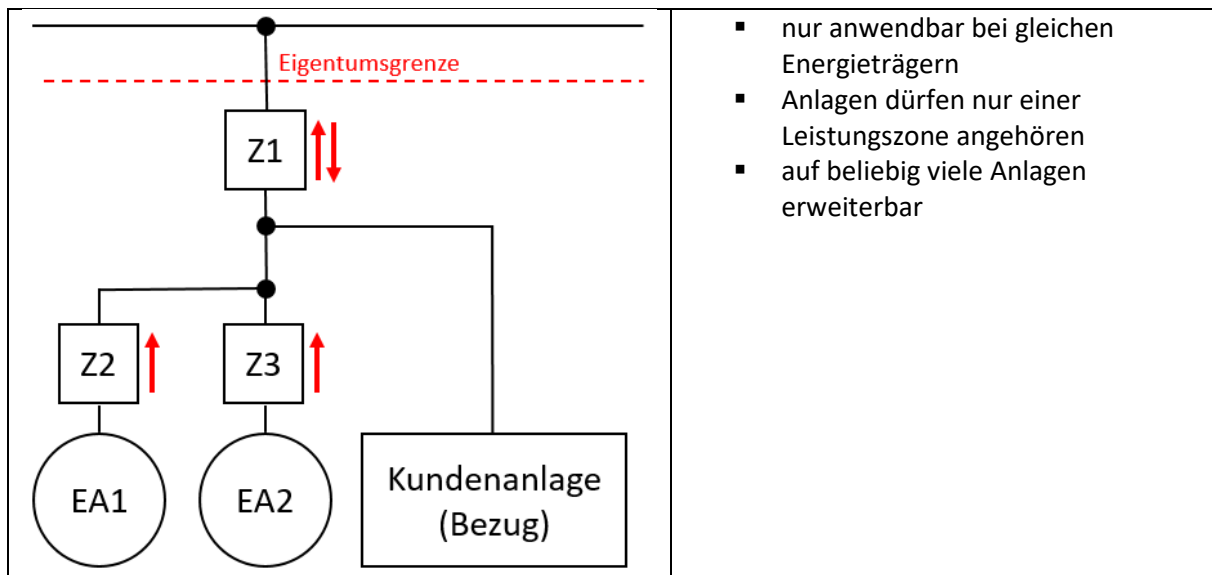 Eigentumsgrenze
Z1
Z2
Z3
EA1
EA2
Kundenanlage
(Bezug)
▪ nur anwendbar bei gleichen
Energieträgern
▪ Anlagen dürfen nur einer
Leistungszone angehören
▪ auf beliebig viele Anlagen
erweiterbar